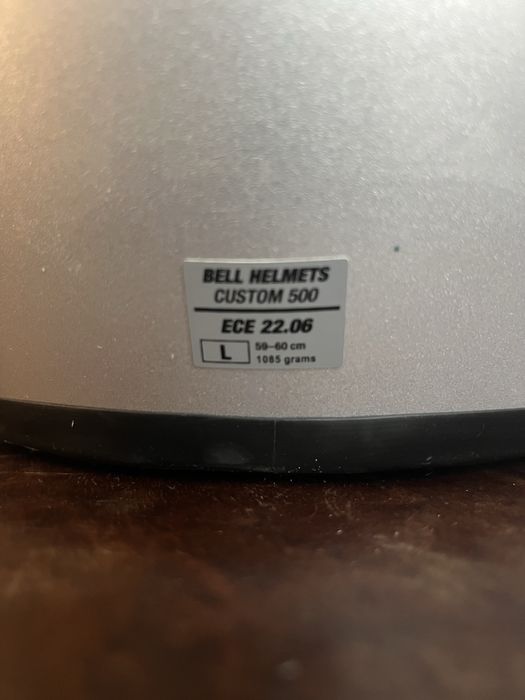 BELL HELMETS
CUSTOM 500
ECE 22.06
L
59–60 cm
1085 grams